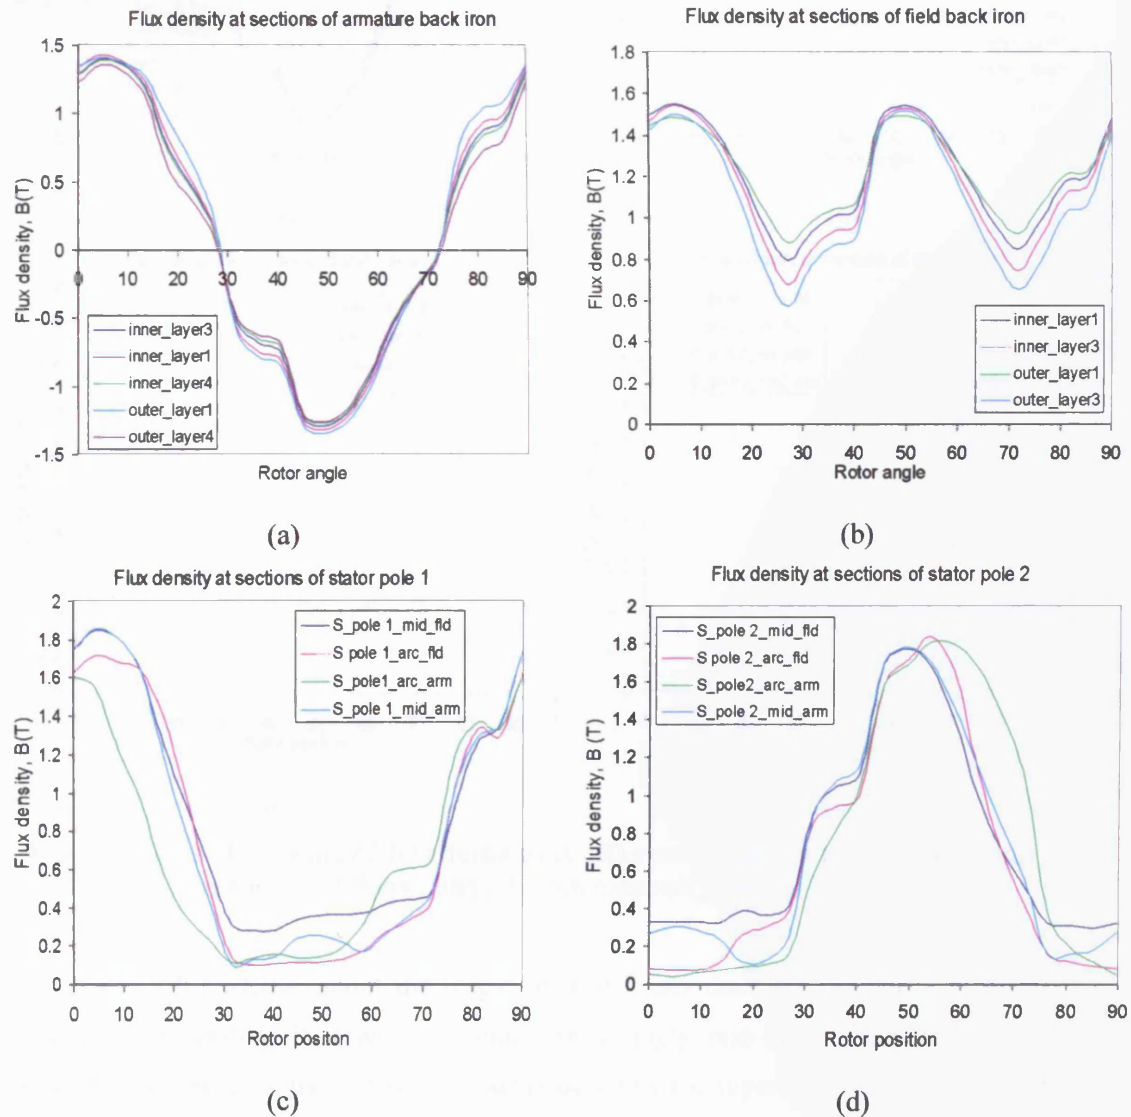 Flux density at sections of armature back iron
Flux density, B(T)
1.5
1
0.5
0
-0.5
-1
-1.5
0 10 20 30 40 50 60 70 80 90
inner_layer3
inner_layer1
inner_layer4
outer_layer1
outer_layer4
Rotor angle
(a)
Flux density at sections of field back iron
Flux density, B(T)
1.8
1.6
1.4
1.2
1
0.8
0.6
0.4
0.2
0
0 10 20 30 40 50 60 70 80 90
inner_layer1
inner_layer3
outer_layer1
outer_layer3
Rotor angle
(b)
Flux density at sections of stator pole 1
Flux density, B(T)
2
1.8
1.6
1.4
1.2
1
0.8
0.6
0.4
0.2
0
0 10 20 30 40 50 60 70 80 90
S_pole 1_mid_fld
S pole 1_arc_fld
S_pole1_arc_arm
S_pole 1_mid_arm
Rotor positon
(c)
Flux density at sections of stator pole 2
Flux density, B (T)
2
1.8
1.6
1.4
1.2
1
0.8
0.6
0.4
0.2
0
0 10 20 30 40 50 60 70 80 90
S_pole 2_mid_fld
S pole 2_arc_fld
S_pole2_arc_arm
S_pole 2_mid_arm
Rotor position
(d)